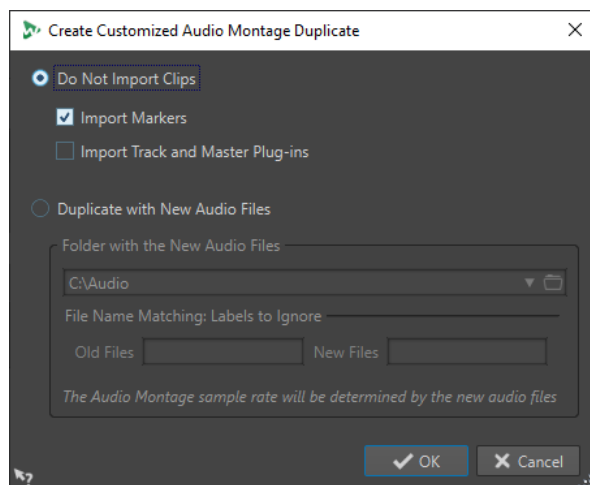 Create Customized Audio Montage Duplicate
Do Not Import Clips
Import Markers
Import Track and Master Plug-ins
Duplicate with New Audio Files
Folder with the New Audio Files
C:\Audio
File Name Matching: Labels to Ignore
Old Files New Files
The Audio Montage sample rate will be determined by the new audio files
OK Cancel